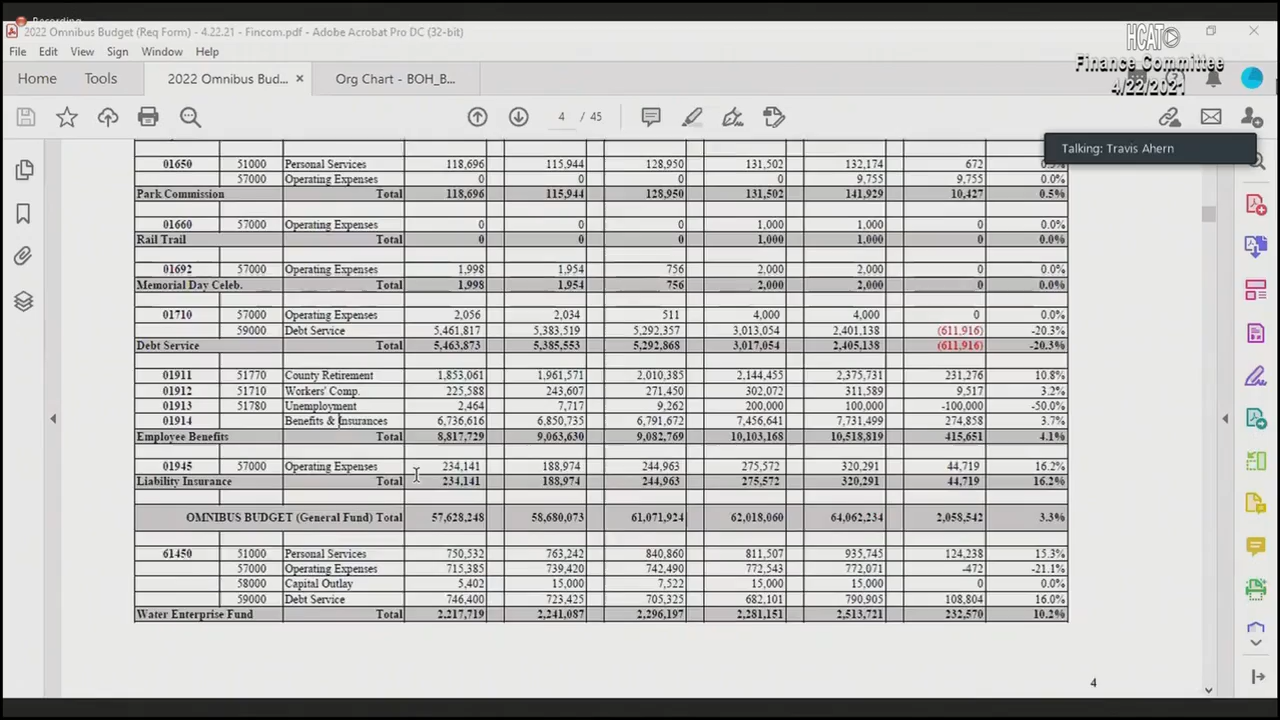 Recording
2022 Omnibus Budget (Req Form) - 4.22.21 - Fincom.pdf - Adobe Acrobat Pro DC (32-bit)
HCAT
File Edit View Sign Window Help
Finance Committee
4/22/2021
Home Tools 2022 Omnibus Bud... × Org Chart - BOH_B...
4 / 45
Talking: Travis Ahern
01650 51000 Personal Services 118,696 115,944 128,950 131,502 132,174 672
57000 Operating Expenses 0 0 0 0 9,755 9,755 0.0%
Park Commission Total 118,696 115,944 128,950 131,502 141,929 10,427 0.5%
01660 57000 Operating Expenses 0 0 0 1,000 1,000 0 0.0%
Rail Trail Total 0 0 0 1,000 1,000 0 0.0%
01692 57000 Operating Expenses 1,998 1,954 756 2,000 2,000 0 0.0%
Memorial Day Celeb. Total 1,998 1,954 756 2,000 2,000 0 0.0%
01710 57000 Operating Expenses 2,056 2,034 511 4,000 4,000 0 0.0%
59000 Debt Service 5,461,817 5,383,519 5,292,357 3,013,054 2,401,138 (611,916) -20.3%
Debt Service Total 5,463,873 5,385,553 5,292,868 3,017,054 2,405,138 (611,916) -20.3%
01911 51770 County Retirement 1,853,061 1,961,571 2,010,385 2,144,455 2,375,731 231,276 10.8%
01912 51710 Workers' Comp. 225,588 243,607 271,450 302,072 311,589 9,517 3.2%
01913 51780 Unemployment 2,464 7,717 9,262 200,000 100,000 -100,000 -50.0%
01914 Benefits & Insurances 6,736,616 6,850,735 6,791,672 7,456,641 7,731,499 274,858 3.7%
Employee Benefits Total 8,817,729 9,063,630 9,082,769 10,103,168 10,518,819 415,651 4.1%
01945 57000 Operating Expenses 234,141 188,974 244,963 275,572 320,291 44,719 16.2%
Liability Insurance Total 234,141 188,974 244,963 275,572 320,291 44,719 16.2%
OMNIBUS BUDGET (General Fund) Total 57,628,248 58,680,073 61,071,924 62,018,060 64,062,234 2,058,542 3.3%
61450 51000 Personal Services 750,532 763,242 840,860 811,507 935,745 124,238 15.3%
57000 Operating Expenses 715,385 739,420 742,490 772,543 772,071 -472 -21.1%
58000 Capital Outlay 5,402 15,000 7,522 15,000 15,000 0 0.0%
59000 Debt Service 746,400 723,425 705,325 682,101 790,905 108,804 16.0%
Water Enterprise Fund Total 2,217,719 2,241,087 2,296,197 2,281,151 2,513,721 232,570 10.2%
4